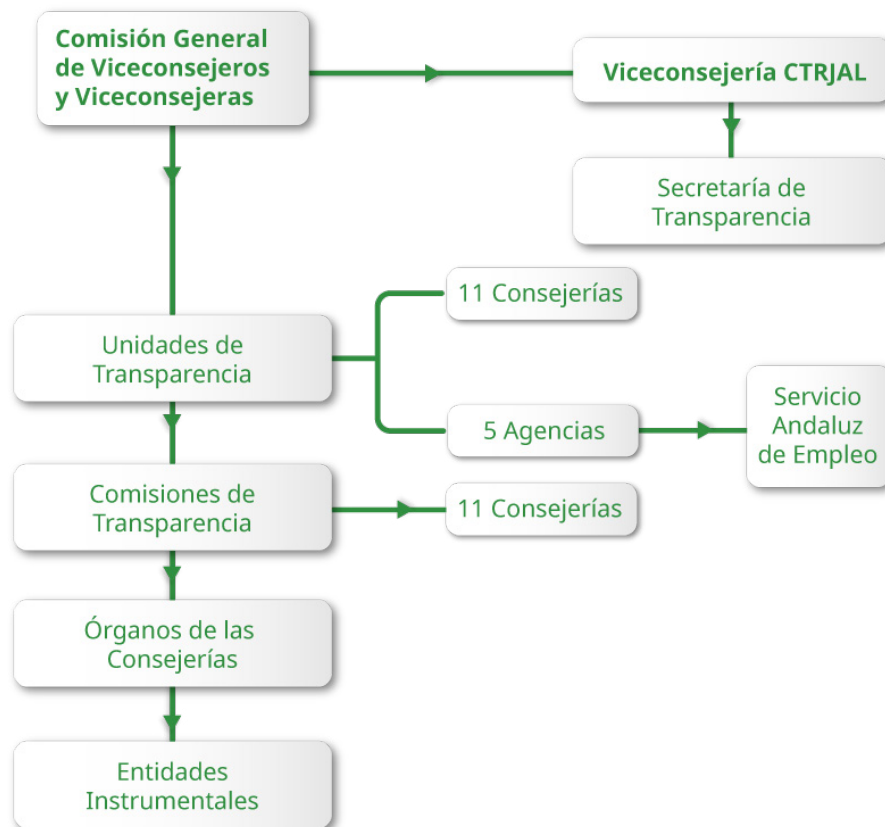 Comisión General
de Viceconsejeros
y Viceconsejeras
Viceconsejería CTRJAL
Secretaría de
Transparencia
11 Consejerías
Unidades de
Transparencia
5 Agencias
Servicio
Andaluz
de Empleo
Comisiones de
Transparencia
11 Consejerías
Órganos de las
Consejerías
Entidades
Instrumentales